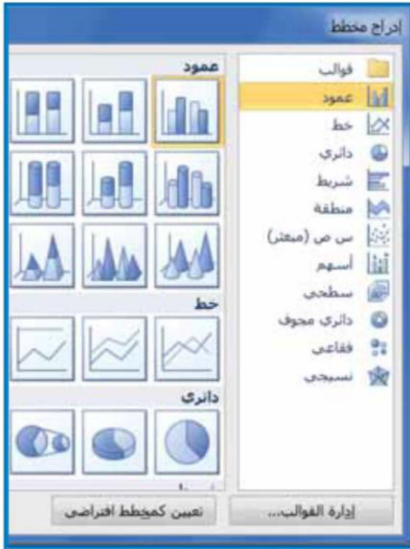 إدراج مخطط
قوالب
عمود
خط
دائري
شريط
منطقة
س ص (مبعثر)
أسهم
سطحي
دائري مجوف
فقاعي
نسيجي
عمود
خط
دائري
إدارة القوالب...
تعيين كمخطط افتراضي